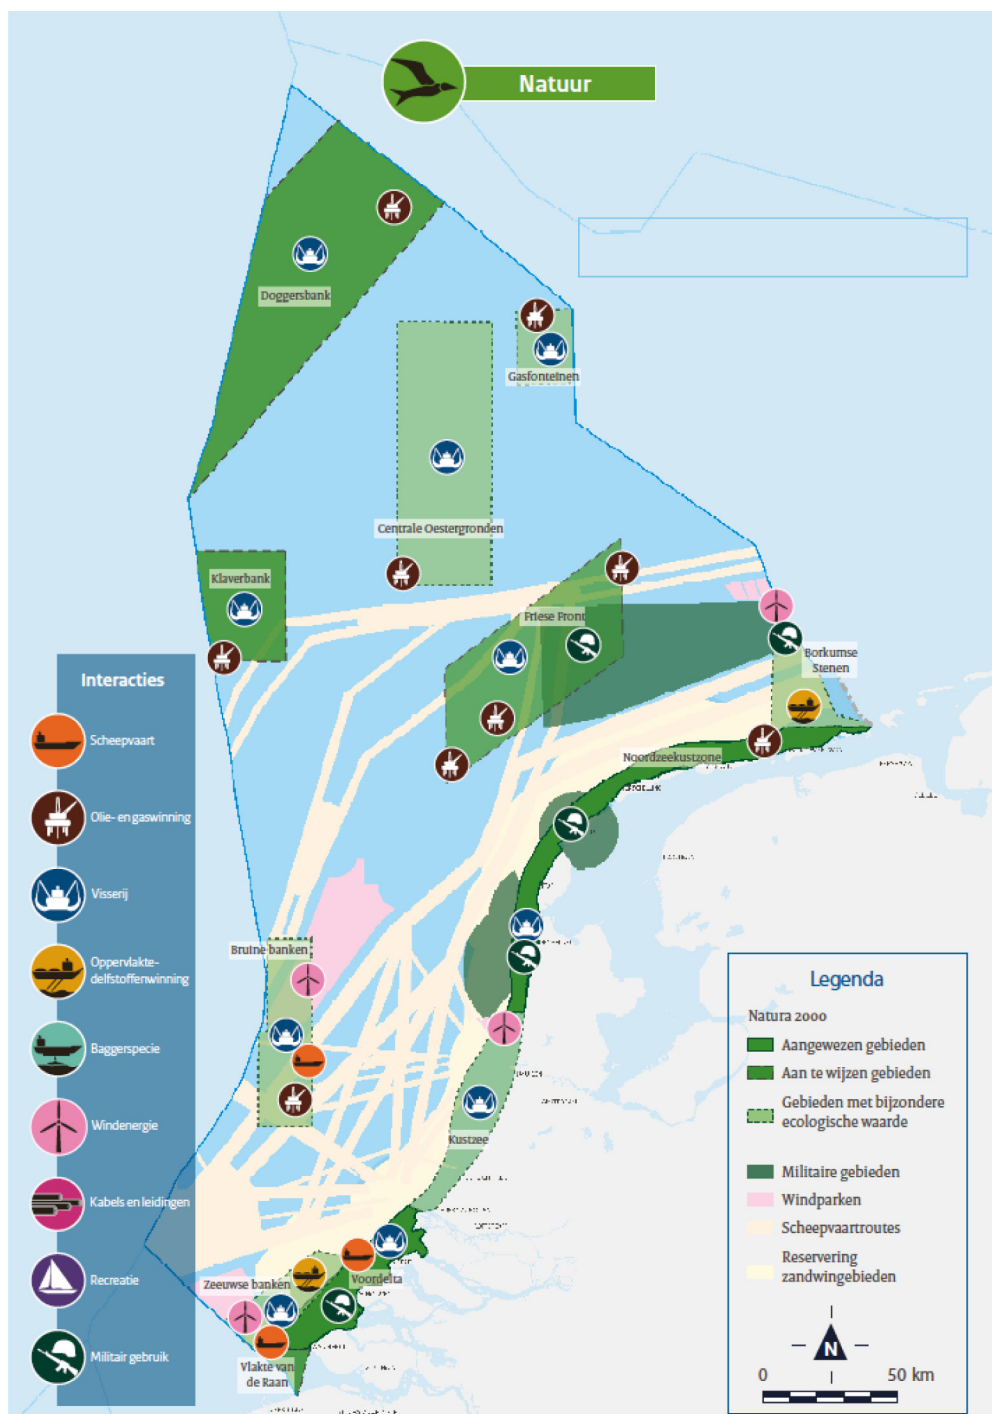 Natuur
Doggersbank
Gasfonteinen
Centrale Oestergronden
Klaverbank
Friese Front
Borkumse
Stenen
Noordzeekustzone
Bruine banken
Kustzee
Zeeuwse banken
Voordelta
Vlakte van
de Raan
Interacties
Scheepvaart
Olie- en gaswinning
Visserij
Oppervlakte-
delfstoffenwinning
Baggerspecie
Windenergie
Kabels en leidingen
Recreatie
Militair gebruik
Legenda
Natura 2000
Aangewezen gebieden
Aan te wijzen gebieden
Gebieden met bijzondere
ecologische waarde
Militaire gebieden
Windparken
Scheepvaartroutes
Reservering
zandwingebieden
N
0 50 km